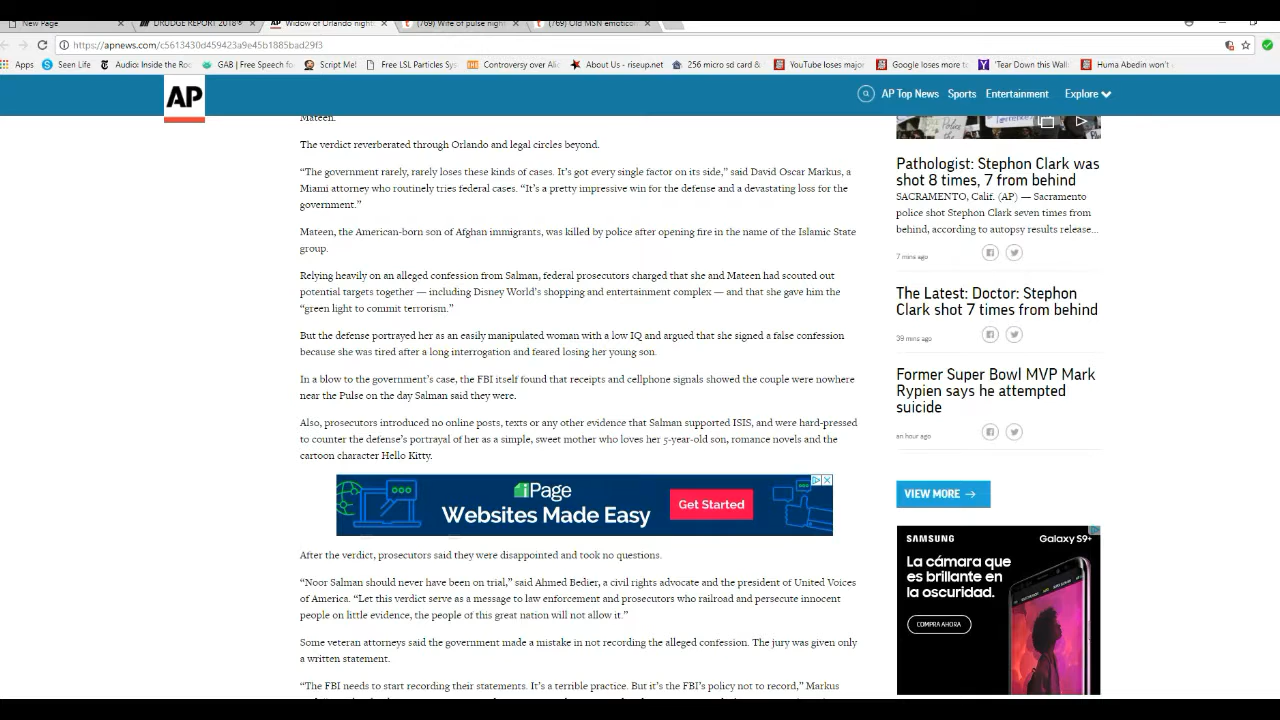 New Page
DRUDGE REPORT 2018®
Widow of Orlando nights
(769) Wife of pulse nigh
(769) Old MSN emotico
https://apnews.com/c5613430d459423a9e45b1885bad29f3
Apps
Seen Life
Audio: Inside the Ro
GAB | Free Speech fo
Script Me!
Free LSL Particles Sy
Controversy over Ali
About Us - riseup.net
256 micro sd card &
YouTube loses major
Google loses more to
'Tear Down this Wall
Huma Abedin won't
AP
AP Top News
Sports
Entertainment
Explore
Mateen.
The verdict reverberated through Orlando and legal circles beyond.
“The government rarely, rarely loses these kinds of cases. It’s got every single factor on its side,” said David Oscar Markus, a
Miami attorney who routinely tries federal cases. “It’s a pretty impressive win for the defense and a devastating loss for the
government.”
Mateen, the American-born son of Afghan immigrants, was killed by police after opening fire in the name of the Islamic State
group.
Relying heavily on an alleged confession from Salman, federal prosecutors charged that she and Mateen had scouted out
potential targets together — including Disney World’s shopping and entertainment complex — and that she gave him the
“green light to commit terrorism.”
But the defense portrayed her as an easily manipulated woman with a low IQ and argued that she signed a false confession
because she was tired after a long interrogation and feared losing her young son.
In a blow to the government’s case, the FBI itself found that receipts and cellphone signals showed the couple were nowhere
near the Pulse on the day Salman said they were.
Also, prosecutors introduced no online posts, texts or any other evidence that Salman supported ISIS, and were hard-pressed
to counter the defense’s portrayal of her as a simple, sweet mother who loves her 5-year-old son, romance novels and the
cartoon character Hello Kitty.
iPage
Websites Made Easy
Get Started
After the verdict, prosecutors said they were disappointed and took no questions.
“Noor Salman should never have been on trial,” said Ahmed Bedier, a civil rights advocate and the president of United Voices
of America. “Let this verdict serve as a message to law enforcement and prosecutors who railroad and persecute innocent
people on little evidence, the people of this great nation will not allow it.”
Some veteran attorneys said the government made a mistake in not recording the alleged confession. The jury was given only
a written statement.
“The FBI needs to start recording their statements. It’s a terrible practice. But it’s the FBI’s policy not to record,” Markus
Pathologist: Stephon Clark was
shot 8 times, 7 from behind
SACRAMENTO, Calif. (AP) — Sacramento
police shot Stephon Clark seven times from
behind, according to autopsy results release...
7 mins ago
The Latest: Doctor: Stephon
Clark shot 7 times from behind
39 mins ago
Former Super Bowl MVP Mark
Rypien says he attempted
suicide
an hour ago
VIEW MORE
SAMSUNG
Galaxy S9+
La cámara que
es brillante en
la oscuridad.
COMPRA AHORA